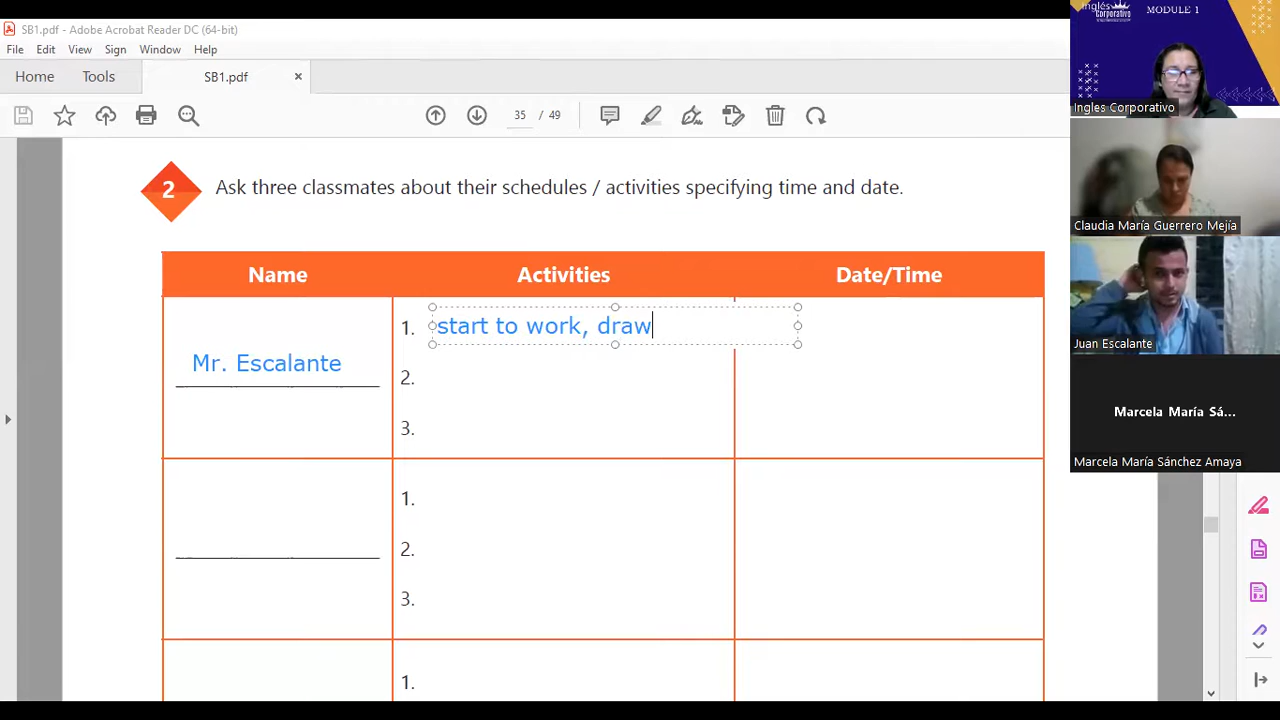 SB1.pdf - Adobe Acrobat Reader DC (64-bit)
File Edit View Sign Window Help
Home Tools SB1.pdf ×
35 / 49
2 Ask three classmates about their schedules / activities specifying time and date.
Name Activities Date/Time
Mr. Escalante
1. start to work, draw
2.
3.
1.
2.
3.
1.
Inglés
corporativo
MODULE 1
Ingles Corporativo
Claudia María Guerrero Mejía
Juan Escalante
Marcela María Sá...
Marcela María Sánchez Amaya